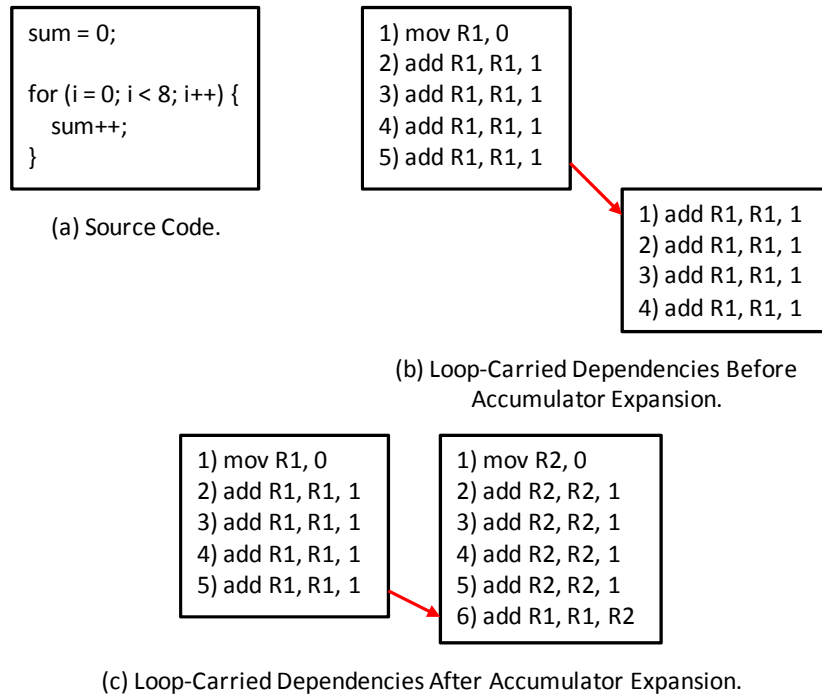 sum = 0;
for (i = 0; i < 8; i++) {
sum++;
}
(a) Source Code.
1) mov R1, 0
2) add R1, R1, 1
3) add R1, R1, 1
4) add R1, R1, 1
5) add R1, R1, 1
1) add R1, R1, 1
2) add R1, R1, 1
3) add R1, R1, 1
4) add R1, R1, 1
(b) Loop-Carried Dependencies Before
Accumulator Expansion.
1) mov R1, 0
2) add R1, R1, 1
3) add R1, R1, 1
4) add R1, R1, 1
5) add R1, R1, 1
1) mov R2, 0
2) add R2, R2, 1
3) add R2, R2, 1
4) add R2, R2, 1
5) add R2, R2, 1
6) add R1, R1, R2
(c) Loop-Carried Dependencies After Accumulator Expansion.